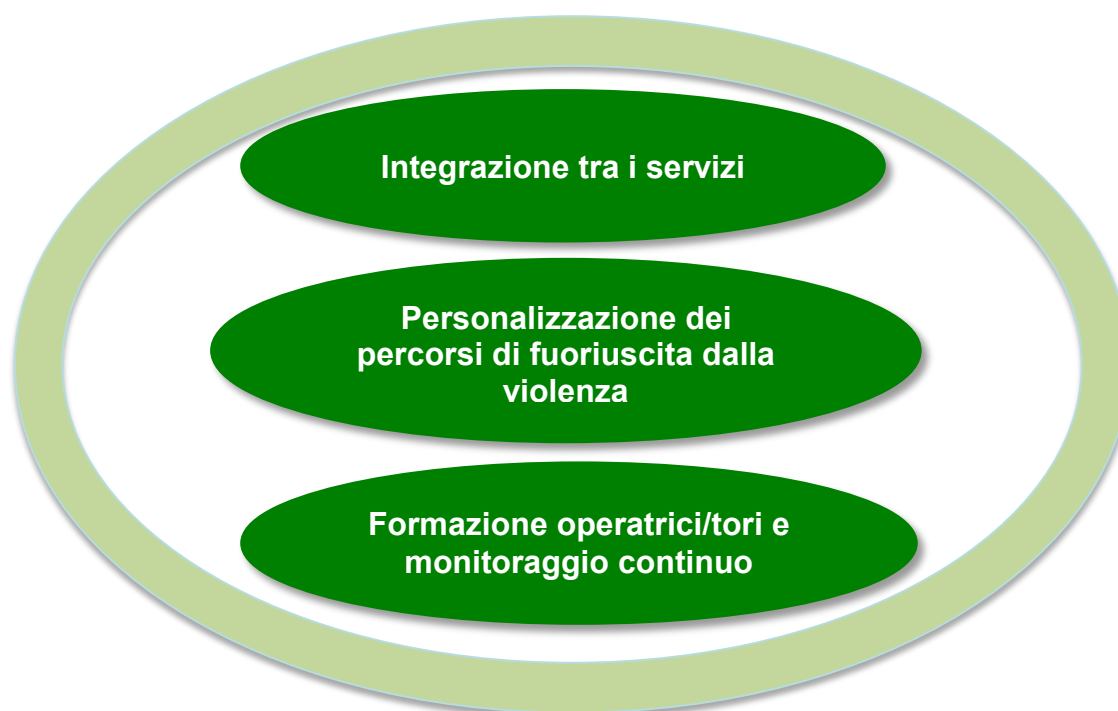 Integrazione tra i servizi
Personalizzazione dei
percorsi di fuoriuscita dalla
violenza
Formazione operatrici/tori e
monitoraggio continuo